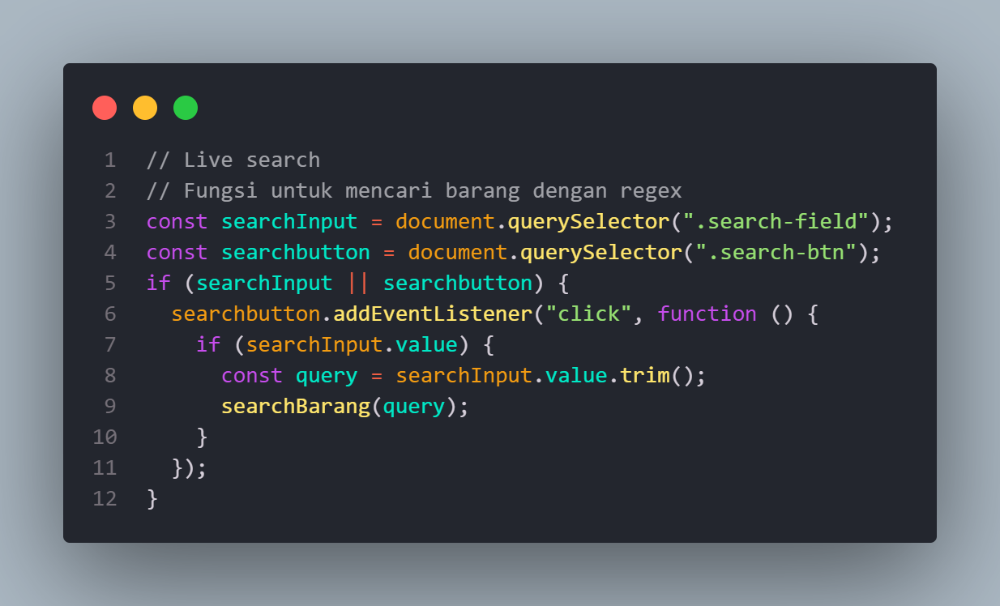 1 // Live search
2 // Fungsi untuk mencari barang dengan regex
3 const searchInput = document.querySelector(".search-field");
4 const searchbutton = document.querySelector(".search-btn");
5 if (searchInput || searchbutton) {
6   searchbutton.addEventListener("click", function () {
7     if (searchInput.value) {
8       const query = searchInput.value.trim();
9       searchBarang(query);
10     }
11   });
12 }